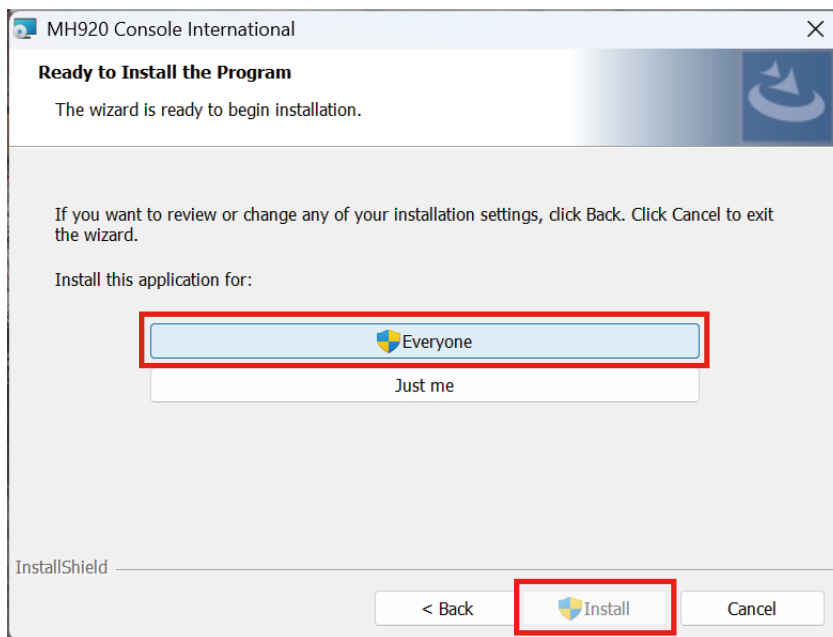 MH920 Console International
Ready to Install the Program
The wizard is ready to begin installation.
If you want to review or change any of your installation settings, click Back. Click Cancel to exit
the wizard.
Install this application for:
Everyone
Just me
InstallShield
< Back
Install
Cancel